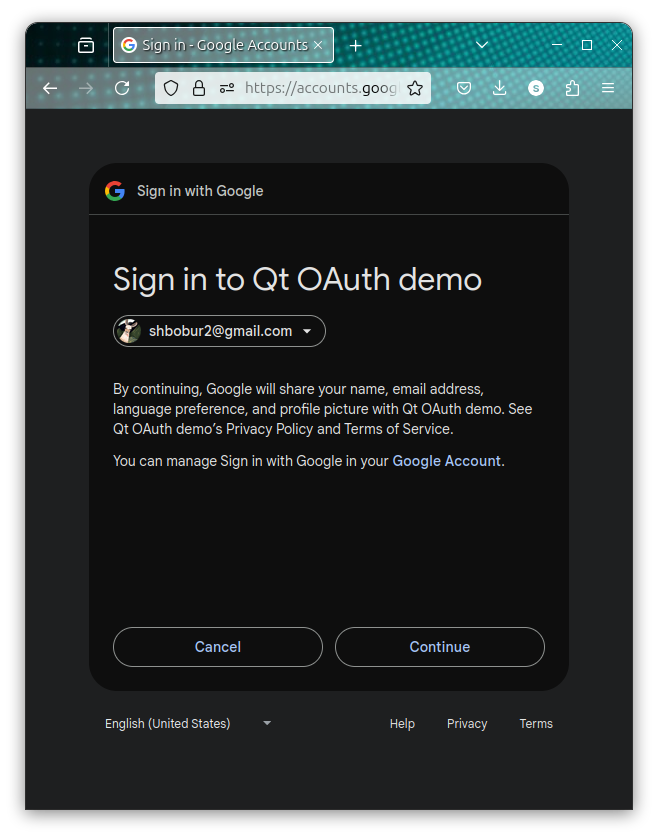 Sign in - Google Accounts
https://accounts.goog
S
Sign in with Google
Sign in to Qt OAuth demo
shbobur2@gmail.com
By continuing, Google will share your name, email address,
language preference, and profile picture with Qt OAuth demo. See
Qt OAuth demo’s Privacy Policy and Terms of Service.
You can manage Sign in with Google in your Google Account.
Cancel Continue
English (United States) Help Privacy Terms